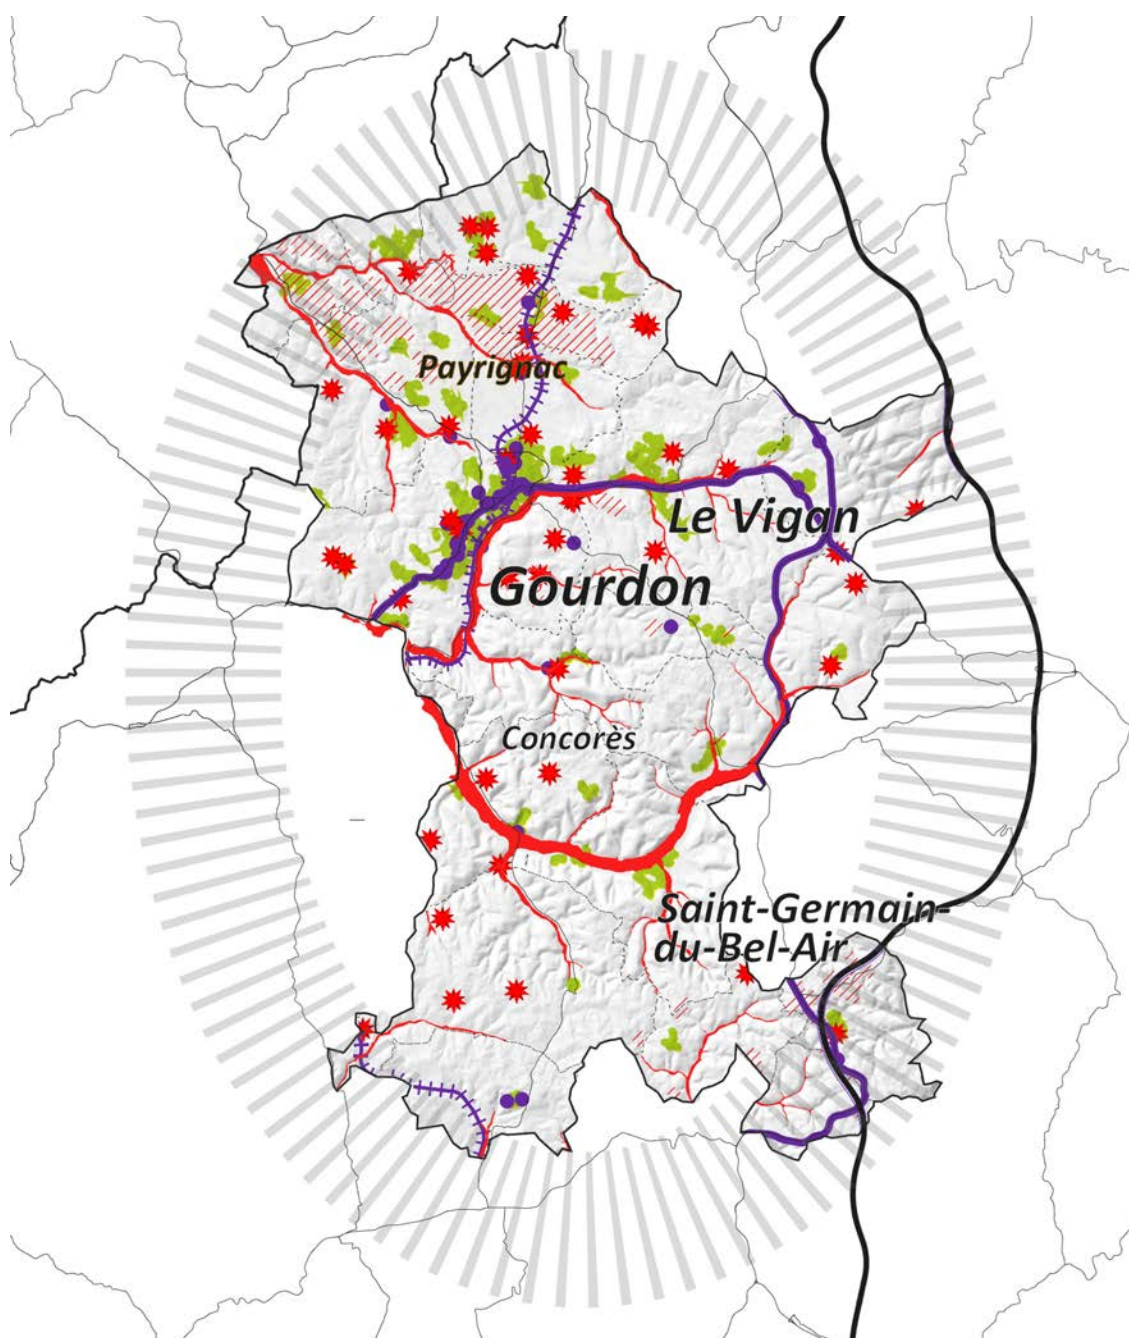 Payrignac
Le Vigan
Gourdon
Concorès
Saint-Germain-
du-Bel-Air